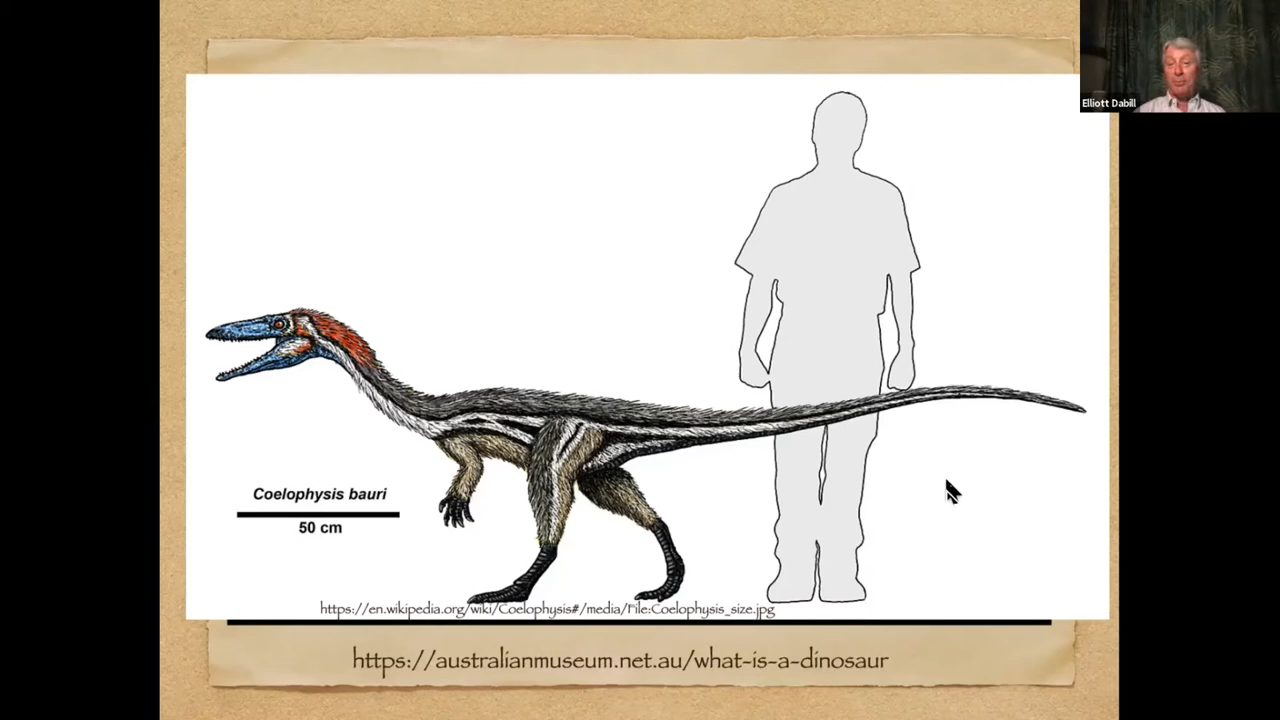 Elliott Dabill
Coelophysis bauri
50 cm
https://en.wikipedia.org/wiki/Coelophysis#/media/File:Coelophysis_size.jpg
https://australianmuseum.net.au/what-is-a-dinosaur